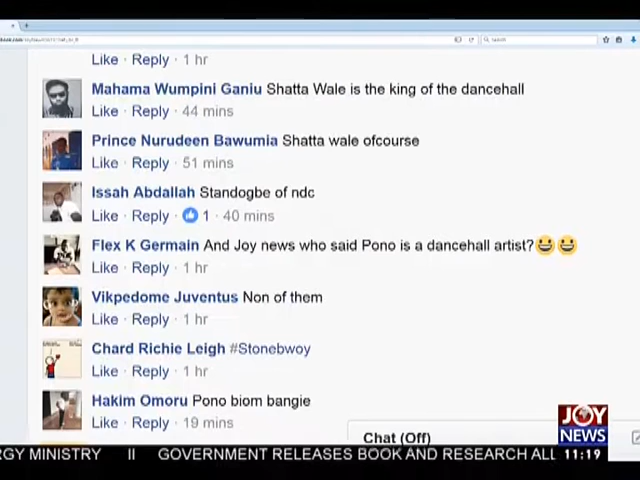 Like · Reply · 1 hr
Mahama Wumpini Ganiu Shatta Wale is the king of the dancehall
Like · Reply · 44 mins
Prince Nurudeen Bawumia Shatta wale ofcourse
Like · Reply · 51 mins
Issah Abdallah Standogbe of ndc
Like · Reply · 1 · 40 mins
Flex K Germain And Joy news who said Pono is a dancehall artist?😀😀
Like · Reply · 1 hr
Vikpedome Juventus Non of them
Like · Reply · 1 hr
Chard Richie Leigh #Stonebwoy
Like · Reply · 1 hr
Hakim Omoru Pono biom bangie
Like · Reply · 19 mins
Chat (Off)
JOY
NEWS
RGY MINISTRY II GOVERNMENT RELEASES BOOK AND RESEARCH ALL
11:19